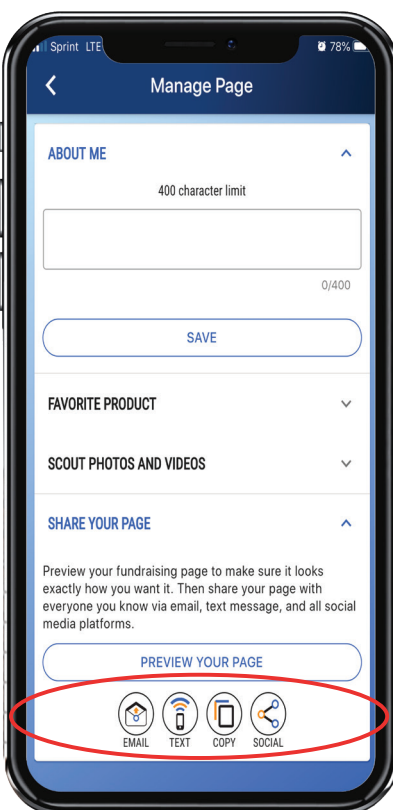 Sprint LTE 78%
Manage Page
ABOUT ME
400 character limit
0/400
SAVE
FAVORITE PRODUCT
SCOUT PHOTOS AND VIDEOS
SHARE YOUR PAGE
Preview your fundraising page to make sure it looks
exactly how you want it. Then share your page with
everyone you know via email, text message, and all social
media platforms.
PREVIEW YOUR PAGE
EMAIL TEXT COPY SOCIAL